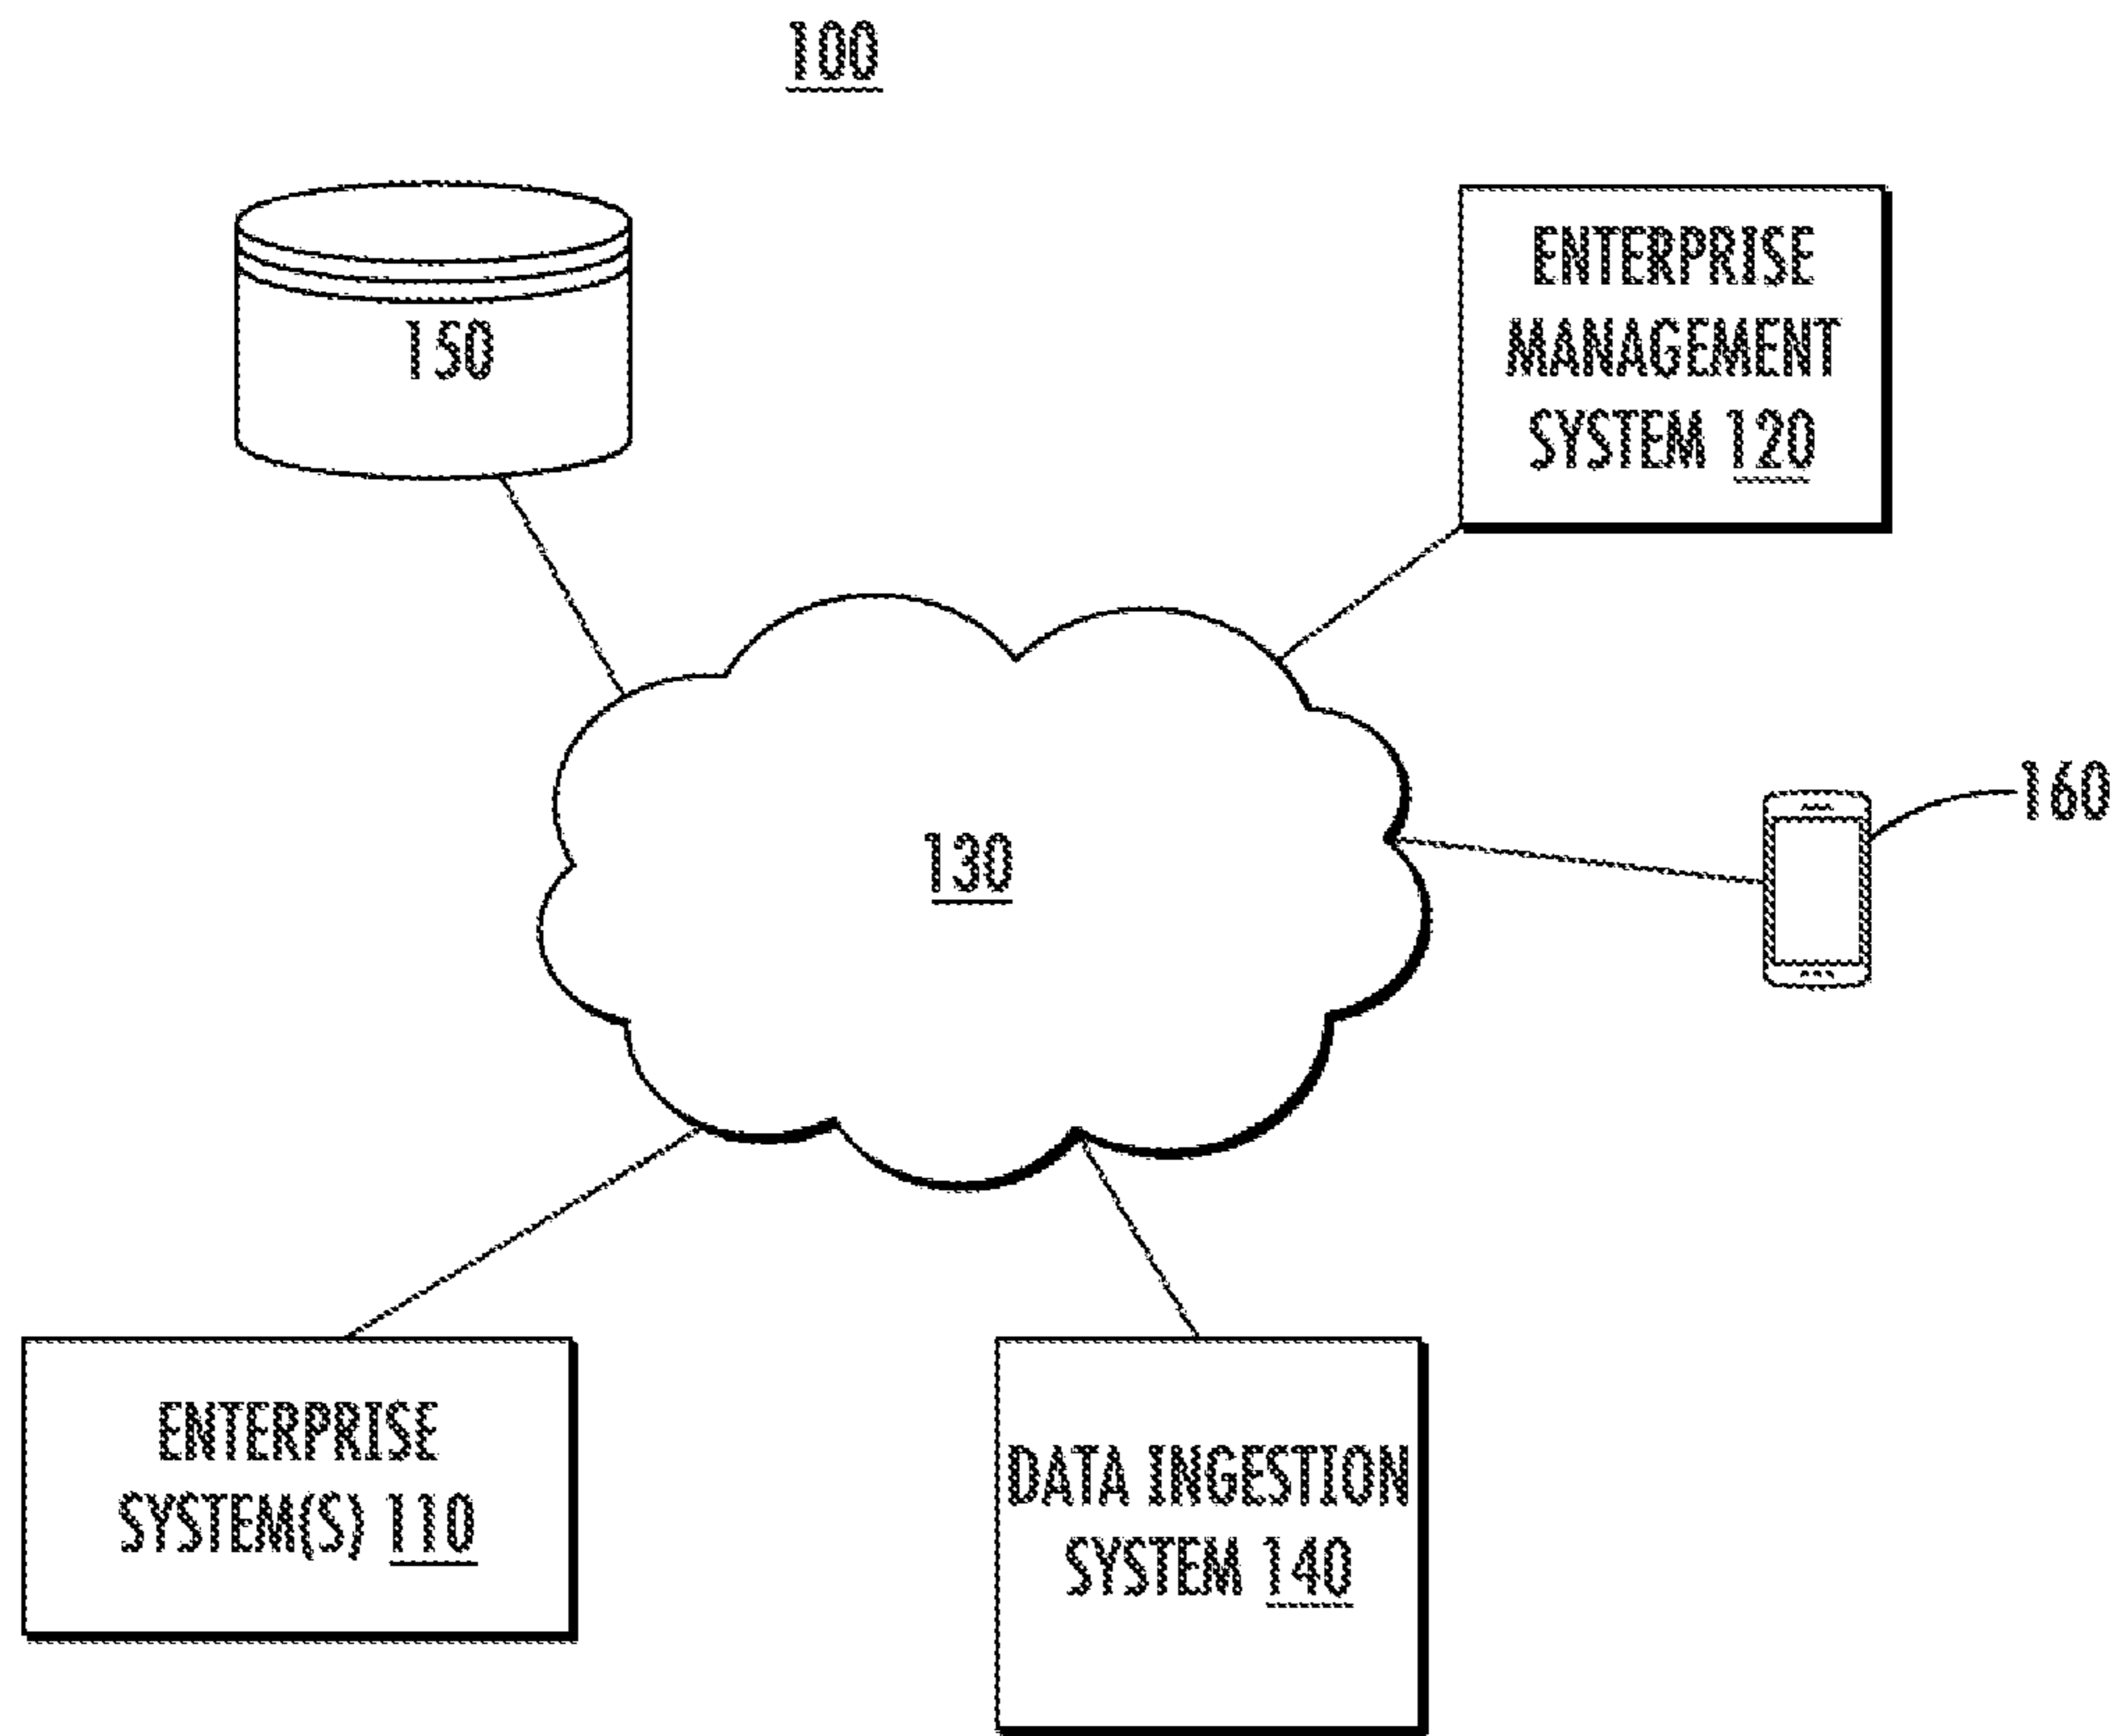 100
150
ENTERPRISE
MANAGEMENT
SYSTEM 120
160
130
ENTERPRISE
SYSTEM(S) 110
DATA INGESTION
SYSTEM 140